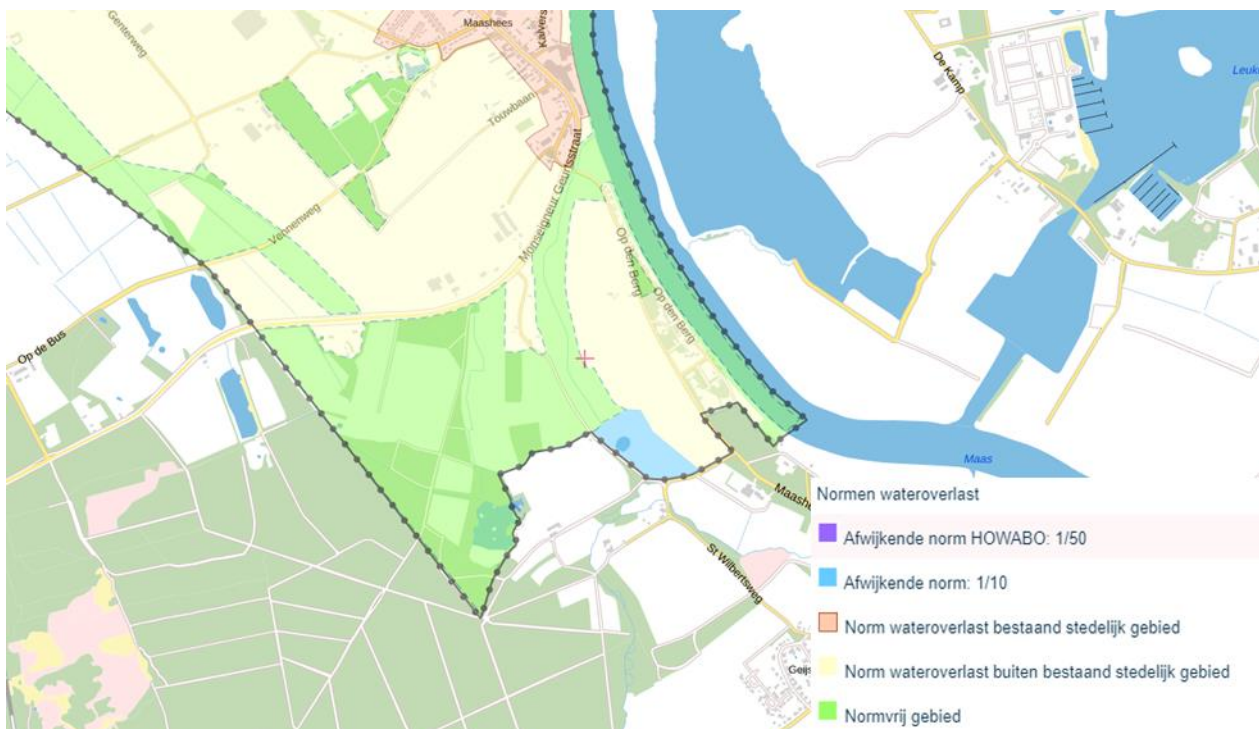 Maashees
Genterweg
Kalvers
Touwbaan
De Kamp
Leuk
Monseigneur Geurtsstraat
Vennenweg
Op den Berg
Op den Berg
Op de Bus
Maas
Maashe
St Wilbertsweg
Geijs
Normen wateroverlast
Afwijkende norm HOWABO: 1/50
Afwijkende norm: 1/10
Norm wateroverlast bestaand stedelijk gebied
Norm wateroverlast buiten bestaand stedelijk gebied
Normvrij gebied